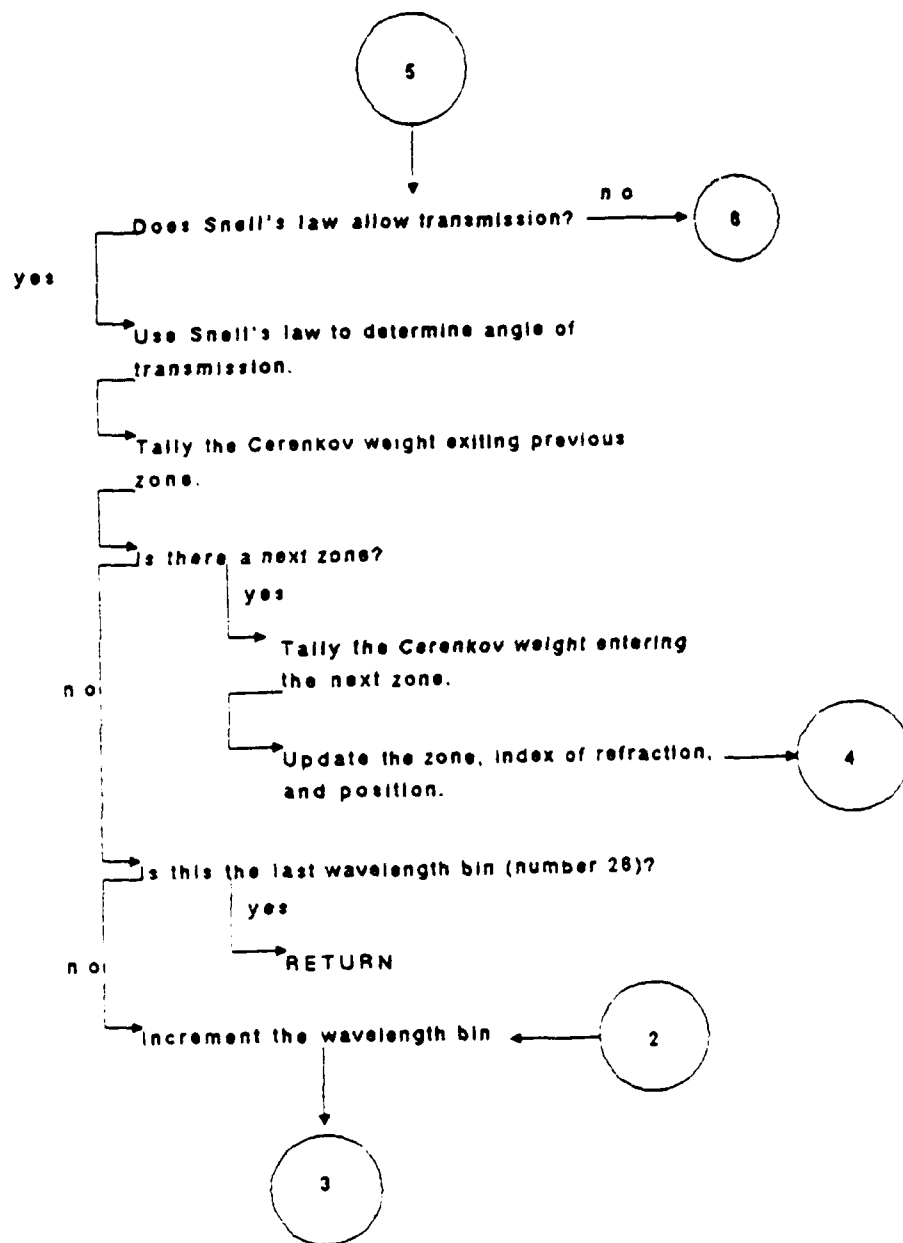 5
Does Snell's law allow transmission?
no
6
yes
Use Snell's law to determine angle of
transmission.
Tally the Cerenkov weight exiting previous
zone.
Is there a next zone?
yes
Tally the Cerenkov weight entering
the next zone.
no
Update the zone, index of refraction,
and position.
4
Is this the last wavelength bin (number 26)?
yes
RETURN
no
Increment the wavelength bin
2
3